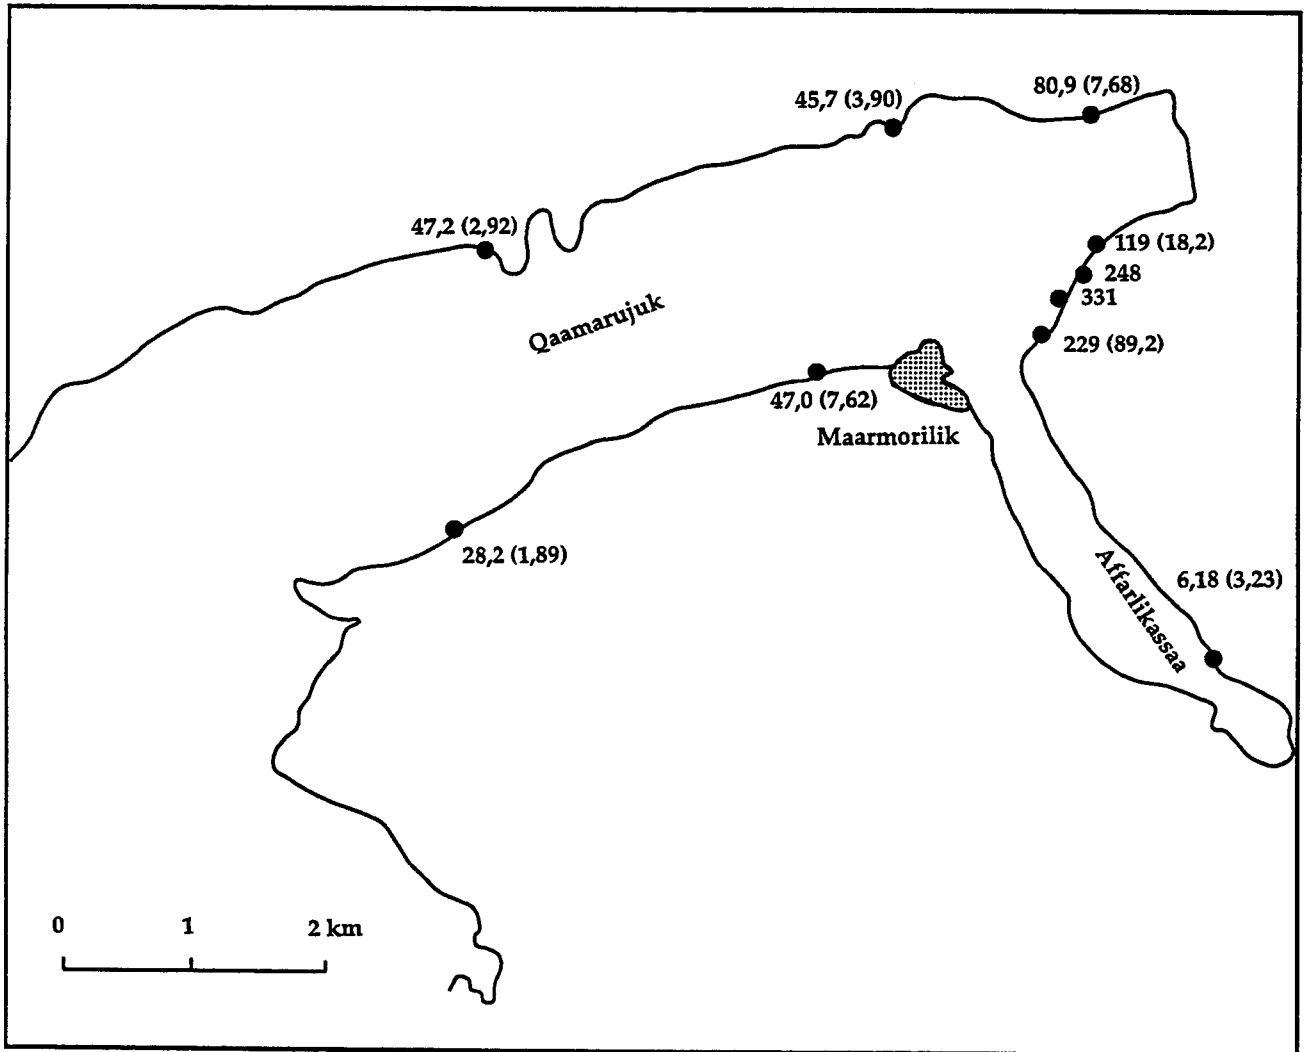 80,9 (7,68)
45,7 (3,90)
47,2 (2,92)
119 (18,2)
248
331
Qaamarujuk
229 (89,2)
47,0 (7,62)
Maarmorilik
28,2 (1,89)
Affarlikassaa
6,18 (3,23)
0 1 2 km